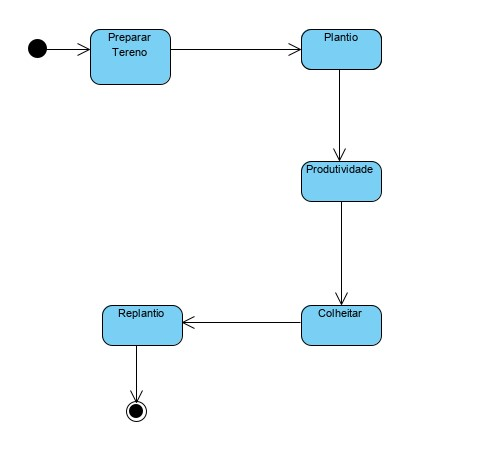 Preparar
Tereno
Plantio
Produtividade
Colheitar
Replantio